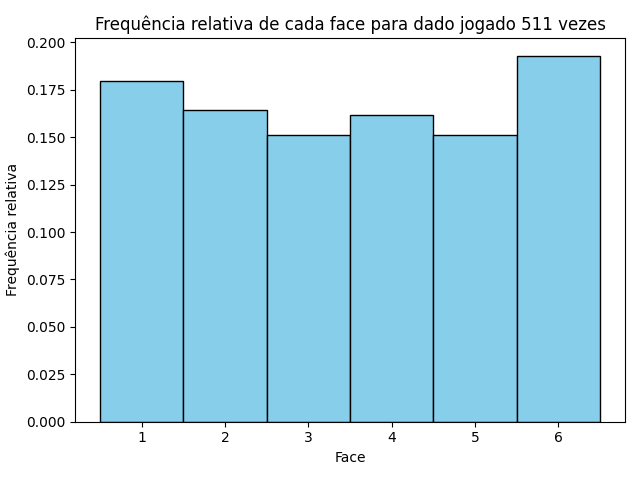 Frequência relativa de cada face para dado jogado 511 vezes
0.200
0.175
0.150
0.125
0.100
0.075
0.050
0.025
0.000
Frequência relativa
1 2 3 4 5 6
Face